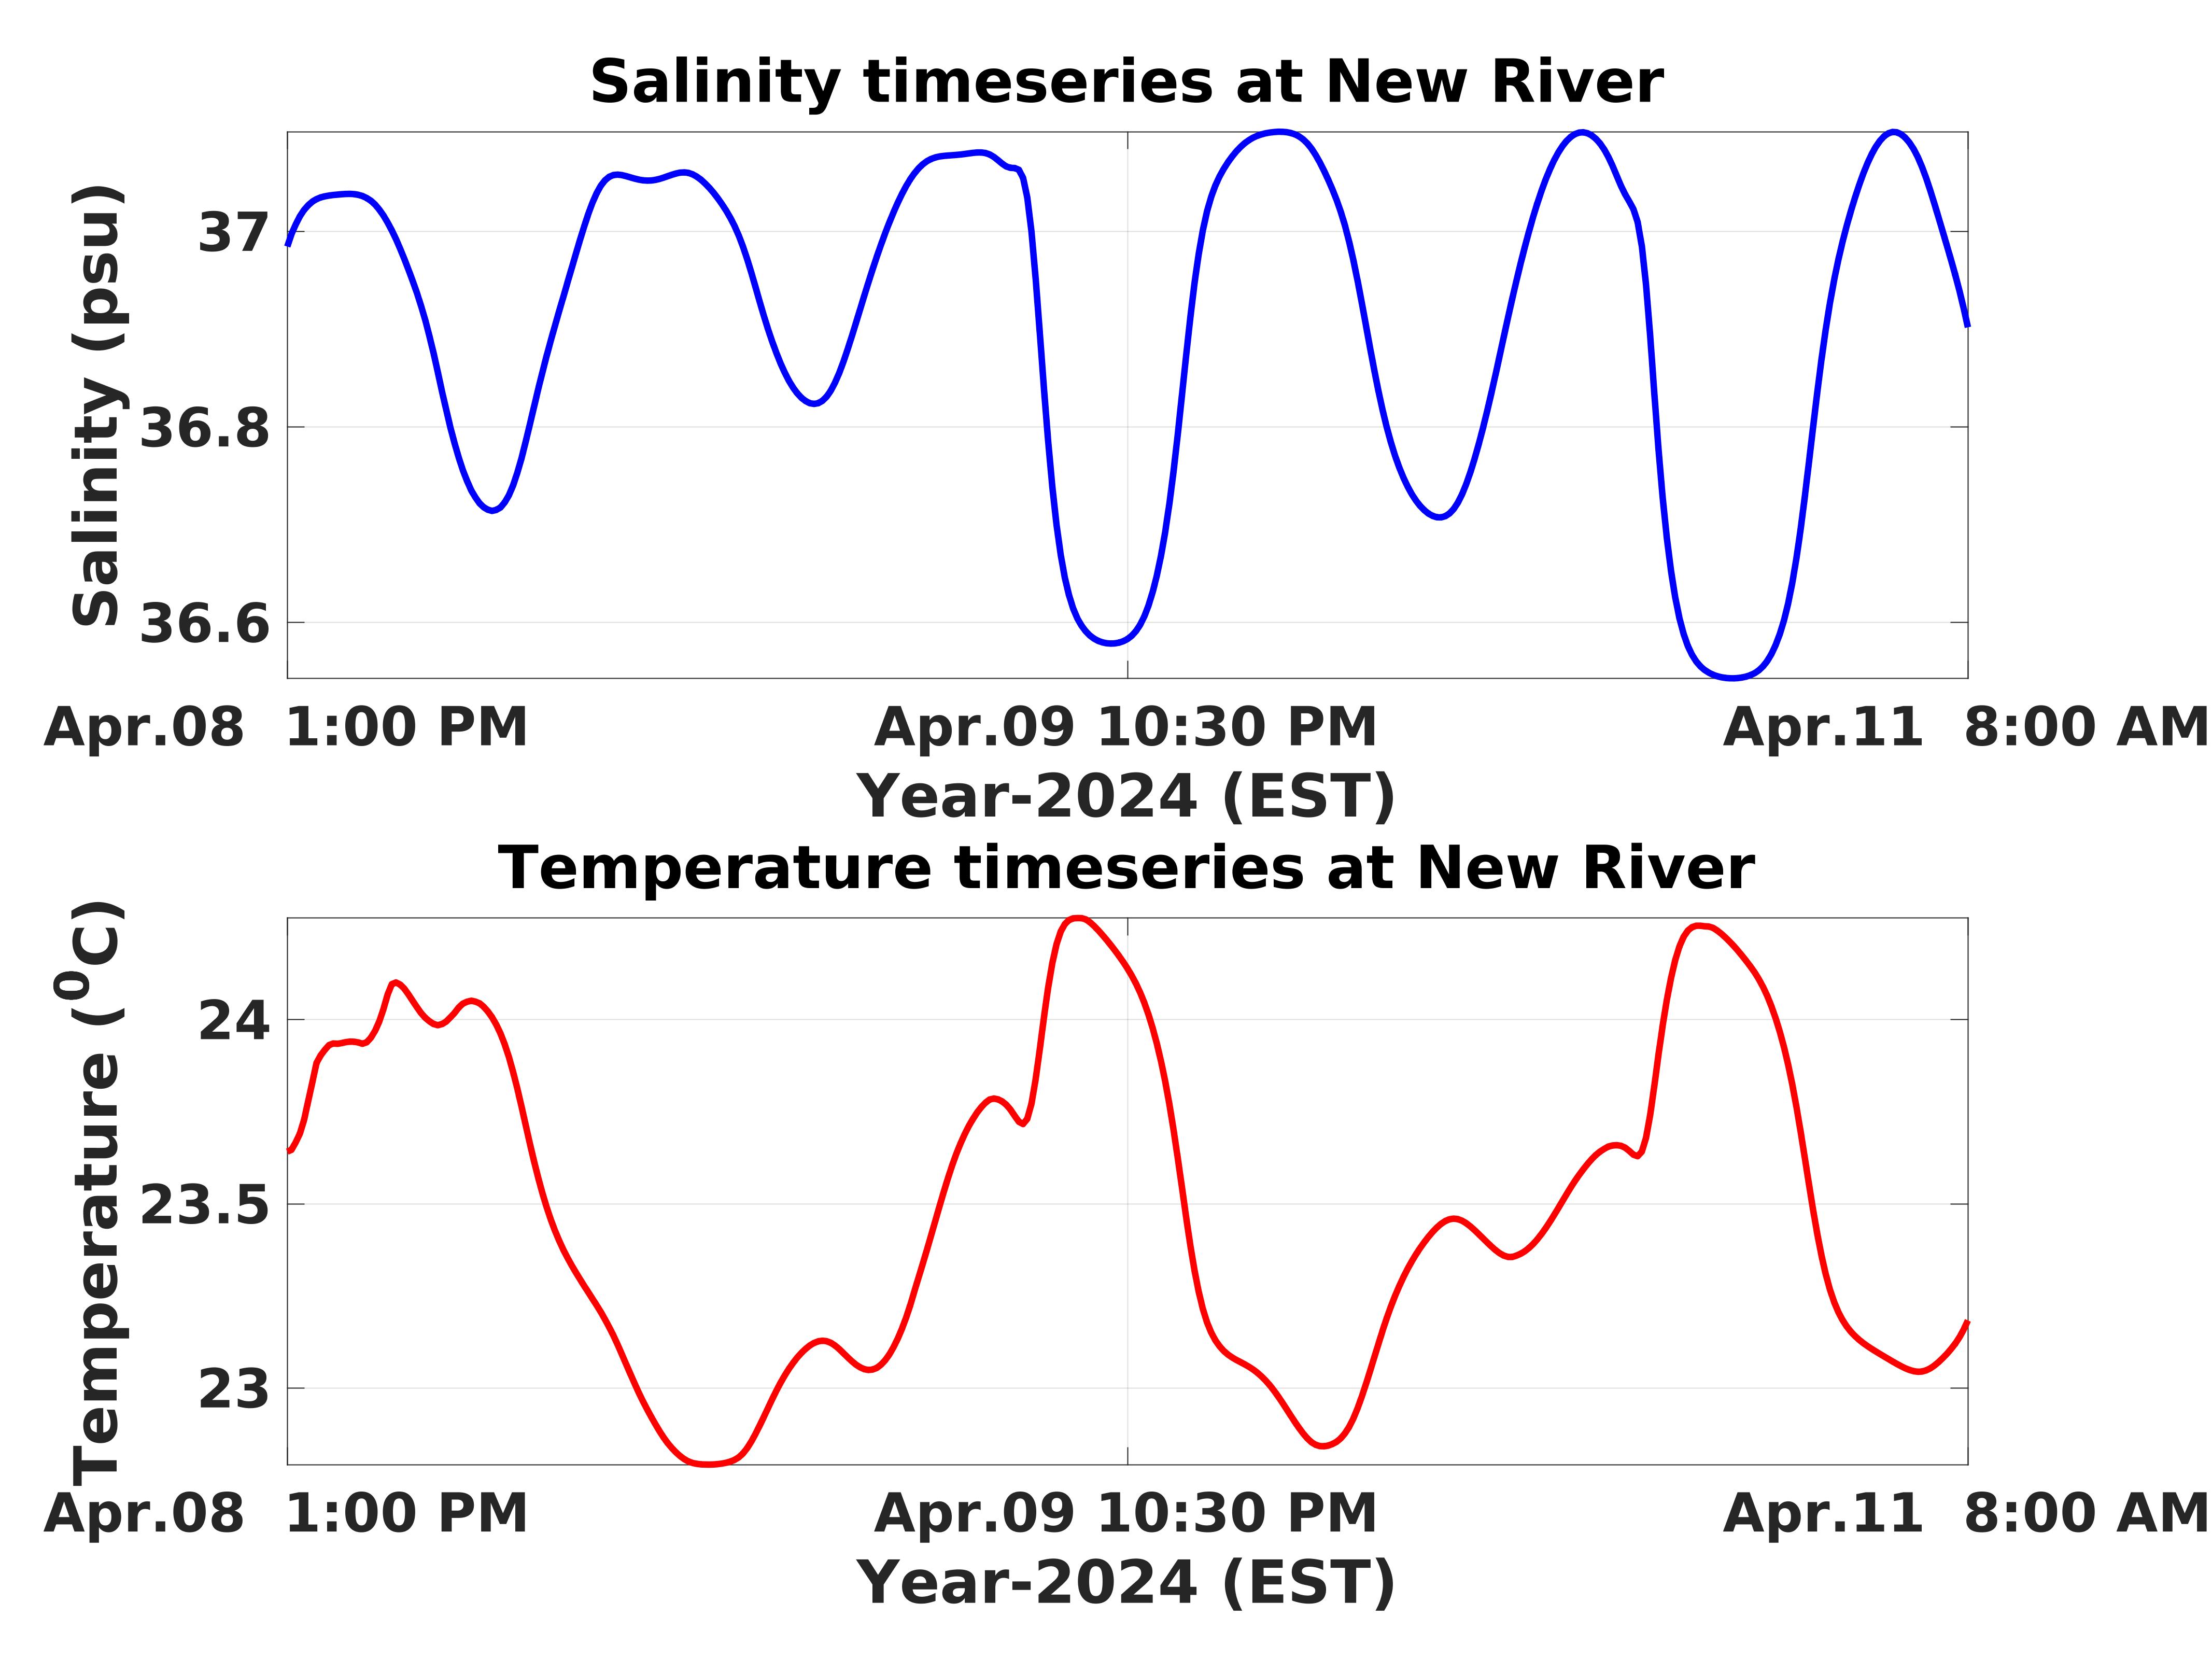 Salinity timeseries at New River
Salinity (psu)
37
36.8
36.6
Apr.08  1:00 PM
Apr.09 10:30 PM
Apr.11  8:00 AM
Year-2024 (EST)
Temperature timeseries at New River
Temperature (⁰C)
24
23.5
23
Apr.08  1:00 PM
Apr.09 10:30 PM
Apr.11  8:00 AM
Year-2024 (EST)